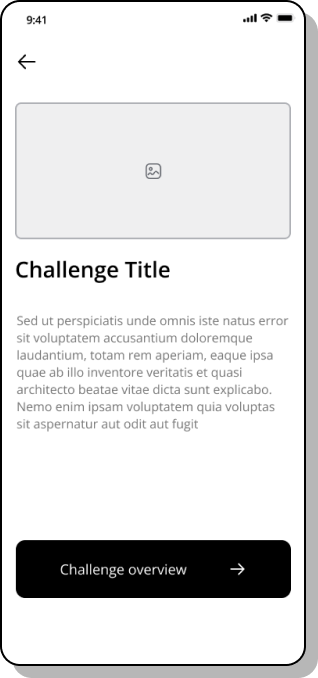 9:41
Challenge Title
Sed ut perspiciatis unde omnis iste natus error
sit voluptatem accusantium doloremque
laudantium, totam rem aperiam, eaque ipsa
quae ab illo inventore veritatis et quasi
architecto beatae vitae dicta sunt explicabo.
Nemo enim ipsam voluptatem quia voluptas
sit aspernatur aut odit aut fugit
Challenge overview